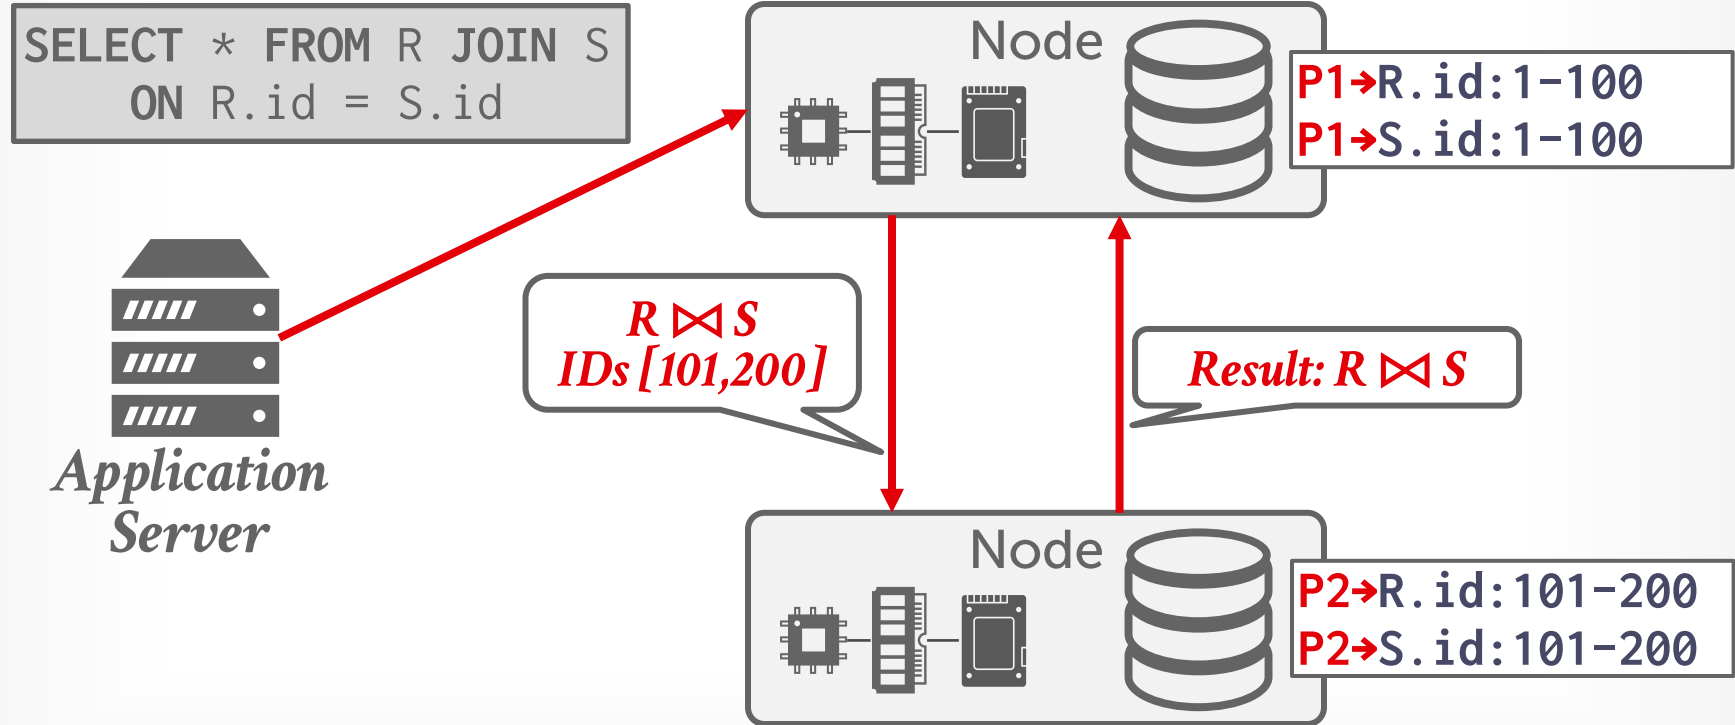 SELECT * FROM R JOIN S
ON R.id = S.id
Node
P1→R.id:1-100
P1→S.id:1-100
R ⋈ S
IDs [101,200]
Result: R ⋈ S
Application
Server
Node
P2→R.id:101-200
P2→S.id:101-200